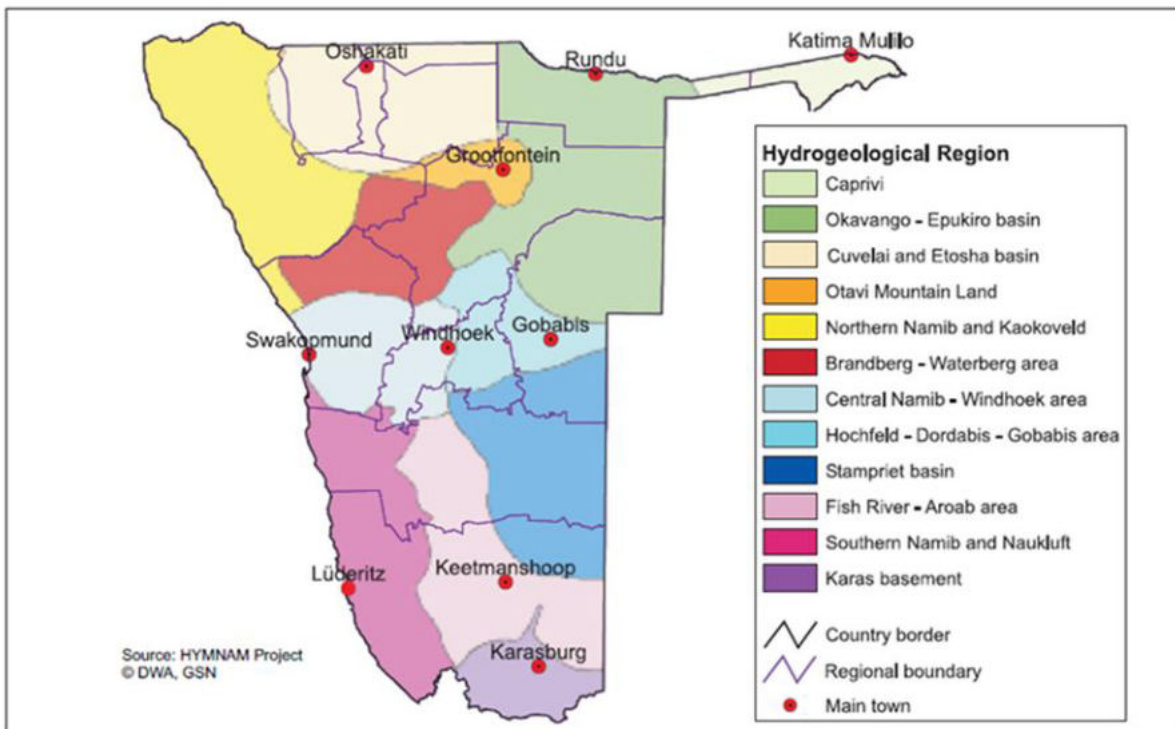 Oshakati
Rundu
Katima Mulilo
Grootfontein
Swakopmund
Windhoek
Gobabis
Lüderitz
Keetmanshoop
Karasburg
Source: HYMNAM Project
© DWA, GSN
Hydrogeological Region
Caprivi
Okavango - Epukiro basin
Cuvelai and Etosha basin
Otavi Mountain Land
Northern Namib and Kaokoveld
Brandberg - Waterberg area
Central Namib - Windhoek area
Hochfeld - Dordabis - Gobabis area
Stampriet basin
Fish River - Aroab area
Southern Namib and Naukluft
Karas basement
Country border
Regional boundary
Main town